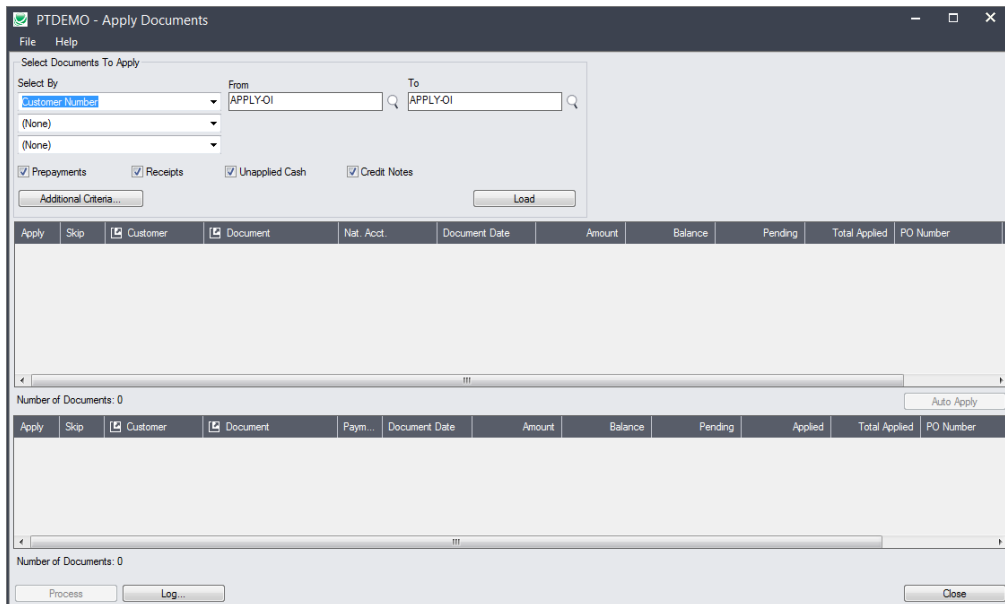 PTDEMO - Apply Documents
File Help
Select Documents To Apply
Select By From To
Customer Number APPLY-OI APPLY-OI
(None)
(None)
Prepayments Receipts Unapplied Cash Credit Notes
Additional Criteria... Load
Apply Skip Customer Document Nat. Acct. Document Date Amount Balance Pending Total Applied PO Number
Number of Documents: 0
Auto Apply
Apply Skip Customer Document Paym... Document Date Amount Balance Pending Applied Total Applied PO Number
Number of Documents: 0
Process Log... Close